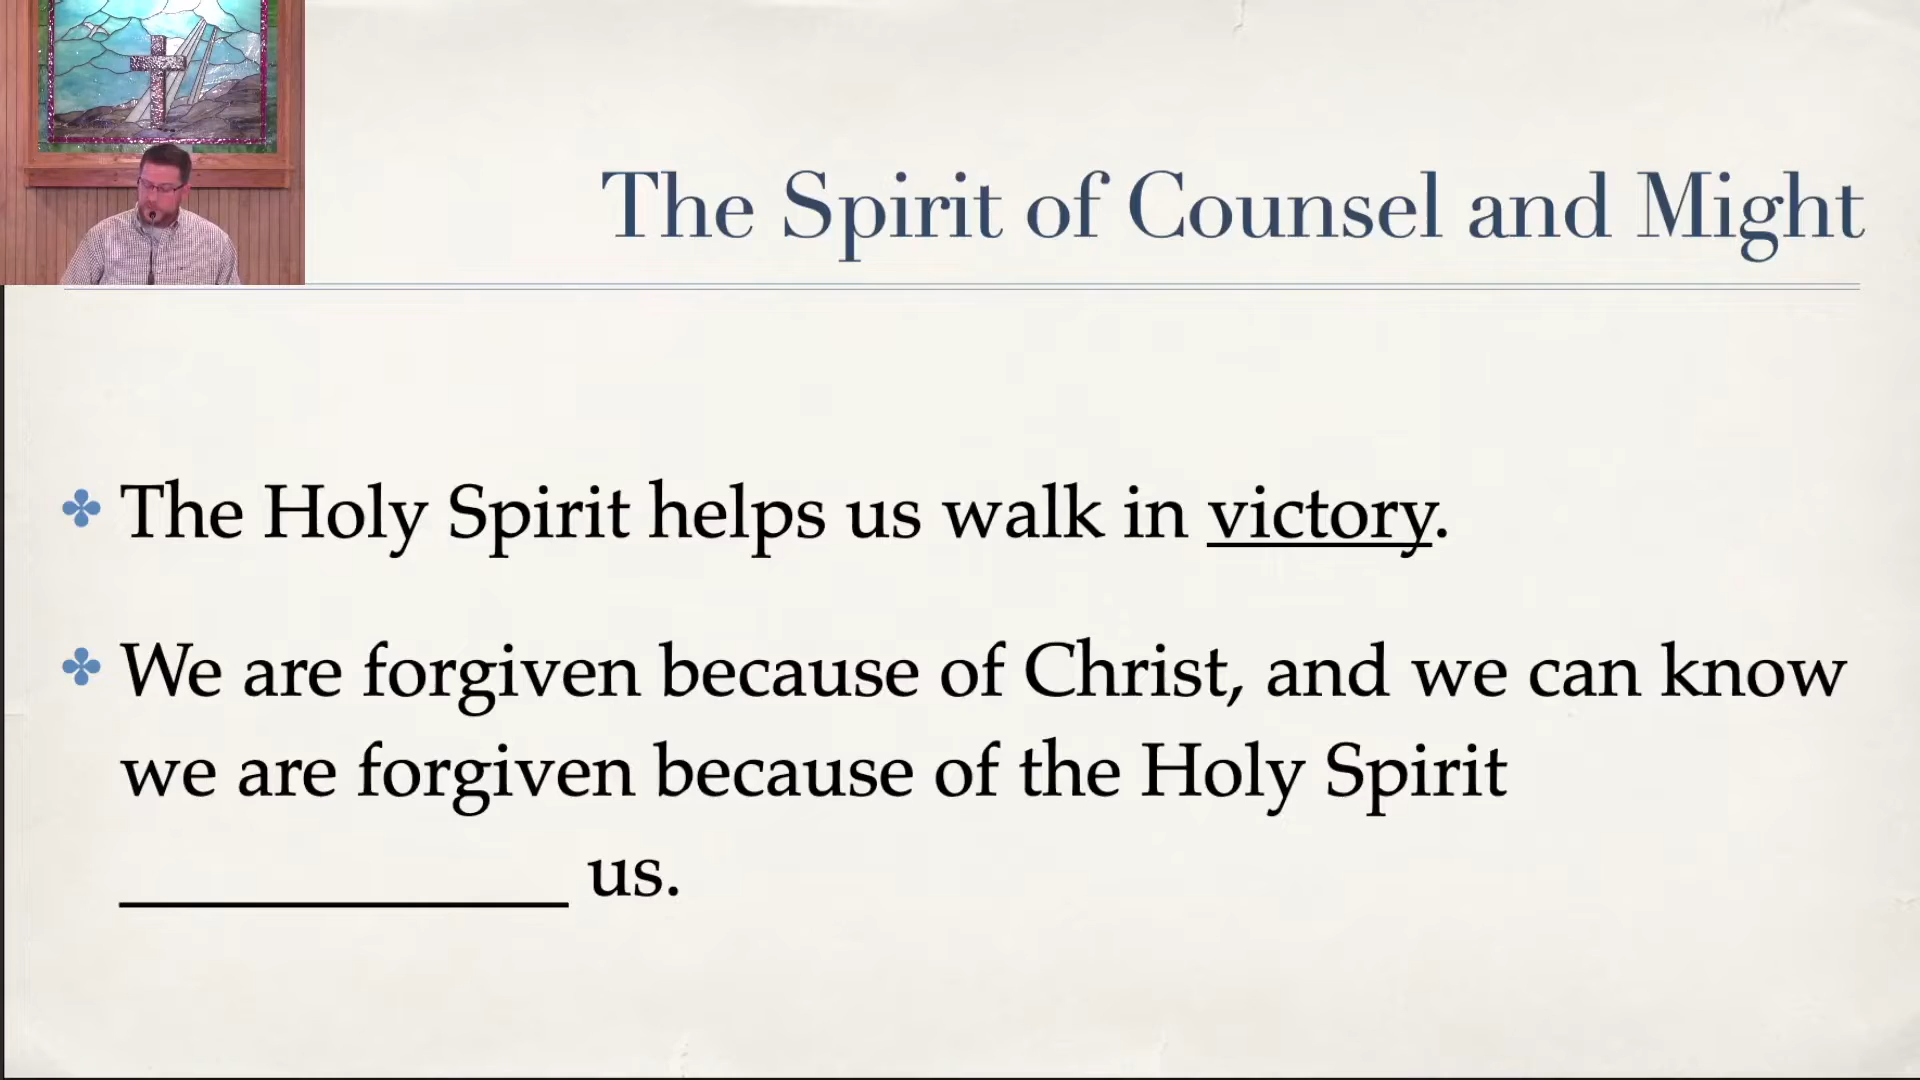 The Spirit of Counsel and Might
The Holy Spirit helps us walk in victory.
We are forgiven because of Christ, and we can know
we are forgiven because of the Holy Spirit
______________ us.